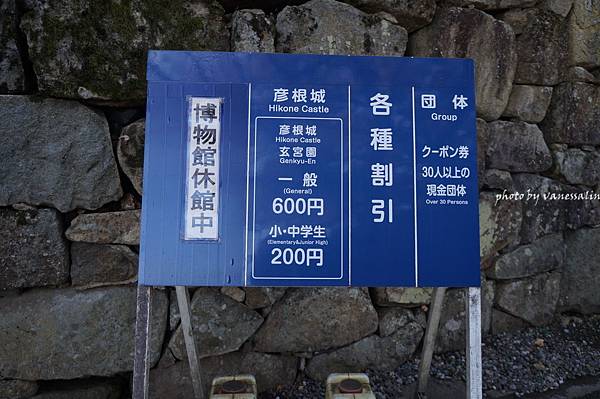 博物館休館中
彦根城
Hikone Castle
彦根城
Hikone Castle
玄宮園
Genkyu-En
一般
(General)
600円
小・中学生
(Elementary&Junior High)
200円
各種割引
団体
Group
クーポン券
30人以上の
現金団体
Over 30 Persons
photo by Vanessalin